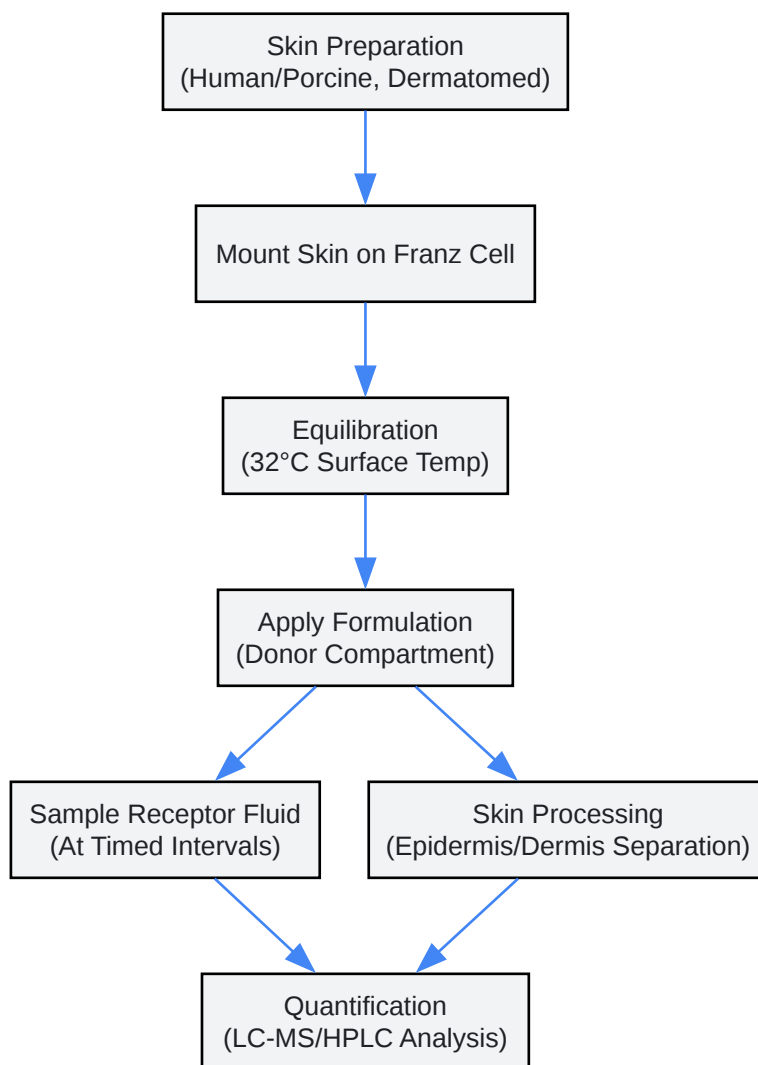 Skin Preparation
(Human/Porcine, Dermatomed)
Mount Skin on Franz Cell
Equilibration
(32°C Surface Temp)
Apply Formulation
(Donor Compartment)
Sample Receptor Fluid
(At Timed Intervals)
Skin Processing
(Epidermis/Dermis Separation)
Quantification
(LC-MS/HPLC Analysis)